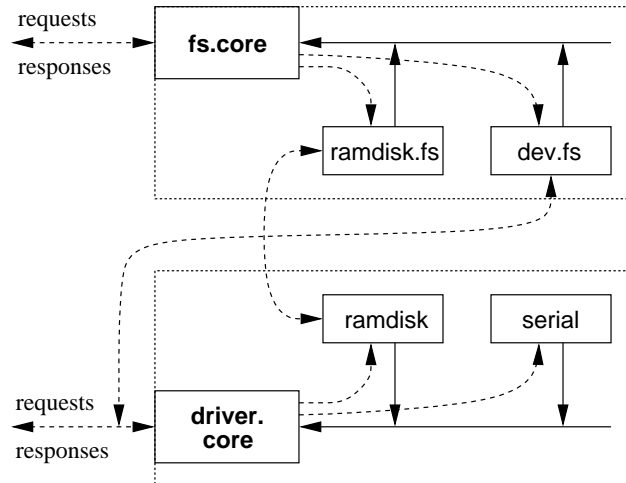 requests
fs.core
responses
ramdisk.fs
dev.fs
ramdisk
serial
requests
driver.
core
responses